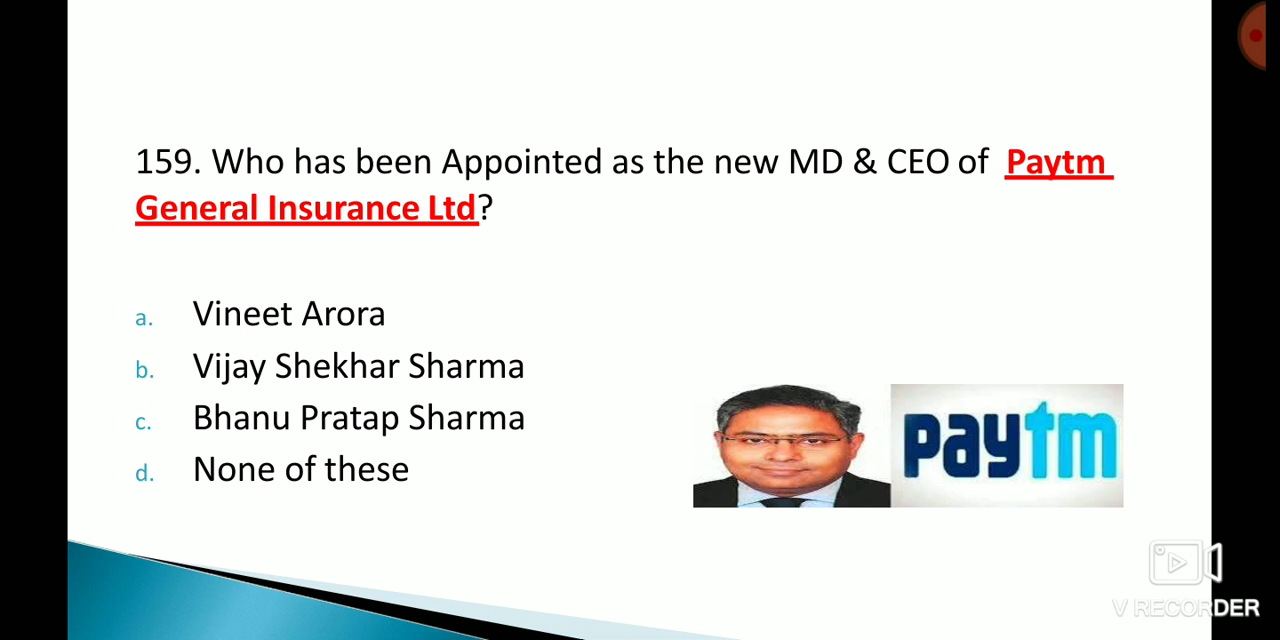 159. Who has been Appointed as the new MD & CEO of Paytm
General Insurance Ltd?
a. Vineet Arora
b. Vijay Shekhar Sharma
c. Bhanu Pratap Sharma
d. None of these
paytm
V RECORDER